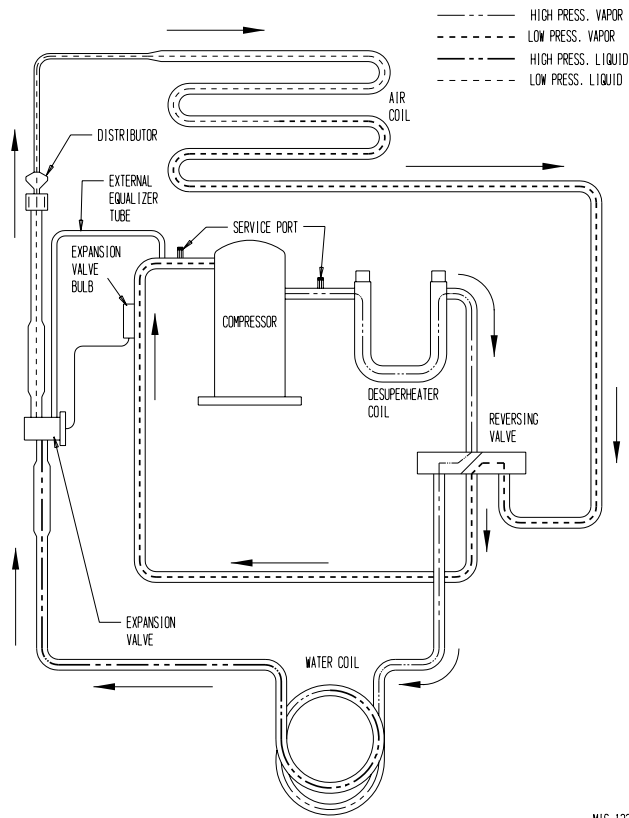 HIGH PRESS. VAPOR
LOW PRESS. VAPOR
HIGH PRESS. LIQUID
LOW PRESS. LIQUID
AIR
COIL
DISTRIBUTOR
EXTERNAL
EQUALIZER
TUBE
SERVICE PORT
EXPANSION
VALVE
BULB
COMPRESSOR
DESUPERHEATER
COIL
REVERSING
VALVE
EXPANSION
VALVE
WATER COIL